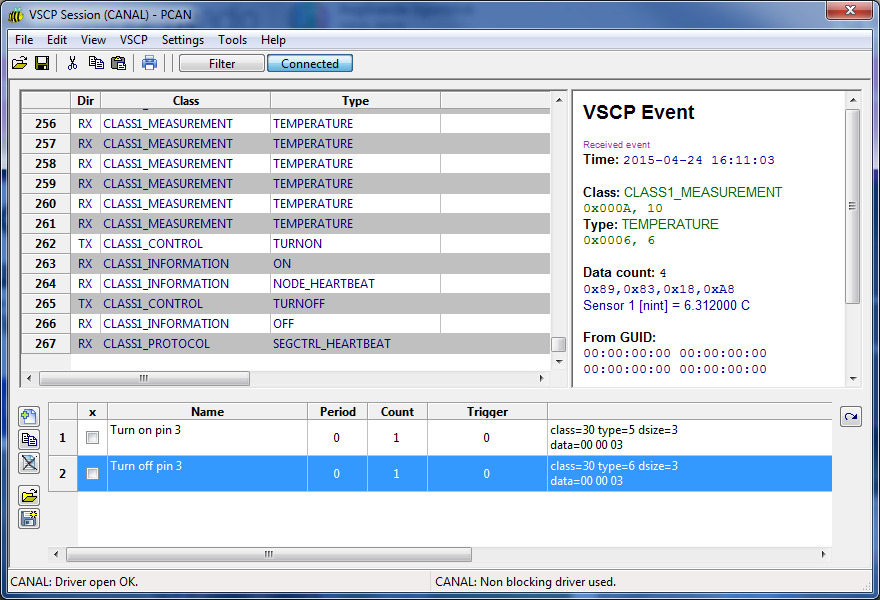 VSCP Session (CANAL) - PCAN
File Edit View VSCP Settings Tools Help
Filter Connected
Dir Class Type
256 RX CLASS1_MEASUREMENT TEMPERATURE
257 RX CLASS1_MEASUREMENT TEMPERATURE
258 RX CLASS1_MEASUREMENT TEMPERATURE
259 RX CLASS1_MEASUREMENT TEMPERATURE
260 RX CLASS1_MEASUREMENT TEMPERATURE
261 RX CLASS1_MEASUREMENT TEMPERATURE
262 TX CLASS1_CONTROL TURNON
263 RX CLASS1_INFORMATION ON
264 RX CLASS1_INFORMATION NODE_HEARTBEAT
265 TX CLASS1_CONTROL TURNOFF
266 RX CLASS1_INFORMATION OFF
267 RX CLASS1_PROTOCOL SEGCTRL_HEARTBEAT
VSCP Event
Received event
Time: 2015-04-24 16:11:03
Class: CLASS1_MEASUREMENT
0x000A, 10
Type: TEMPERATURE
0x0006, 6
Data count: 4
0x89,0x83,0x18,0xA8
Sensor 1 [nint] = 6.312000 C
From GUID:
00:00:00:00 00:00:00:00
00:00:00:00 00:00:00:00
x Name Period Count Trigger
1 Turn on pin 3 0 1 0 class=30 type=5 dsize=3
data=00 00 03
2 Turn off pin 3 0 1 0 class=30 type=6 dsize=3
data=00 00 03
CANAL: Driver open OK. CANAL: Non blocking driver used.